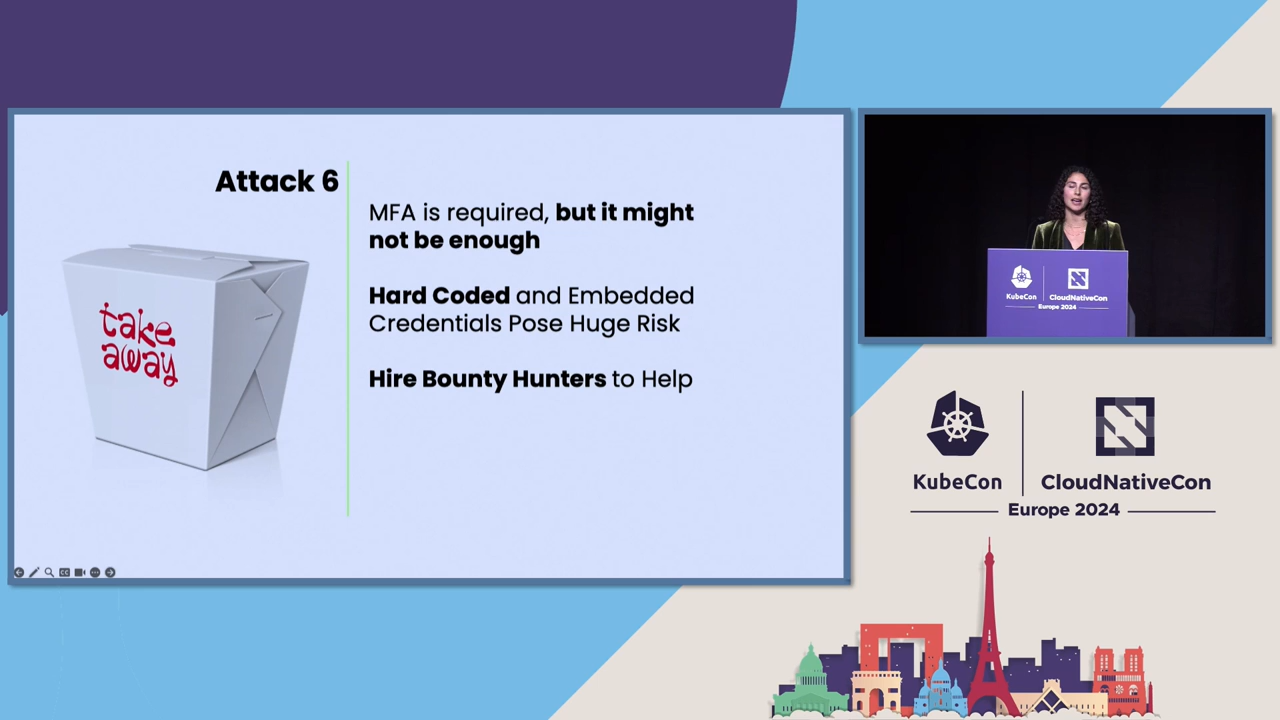 Attack 6
take
away
MFA is required, but it might
not be enough
Hard Coded and Embedded
Credentials Pose Huge Risk
Hire Bounty Hunters to Help
KubeCon
CloudNativeCon
Europe 2024
KubeCon
CloudNativeCon
Europe 2024